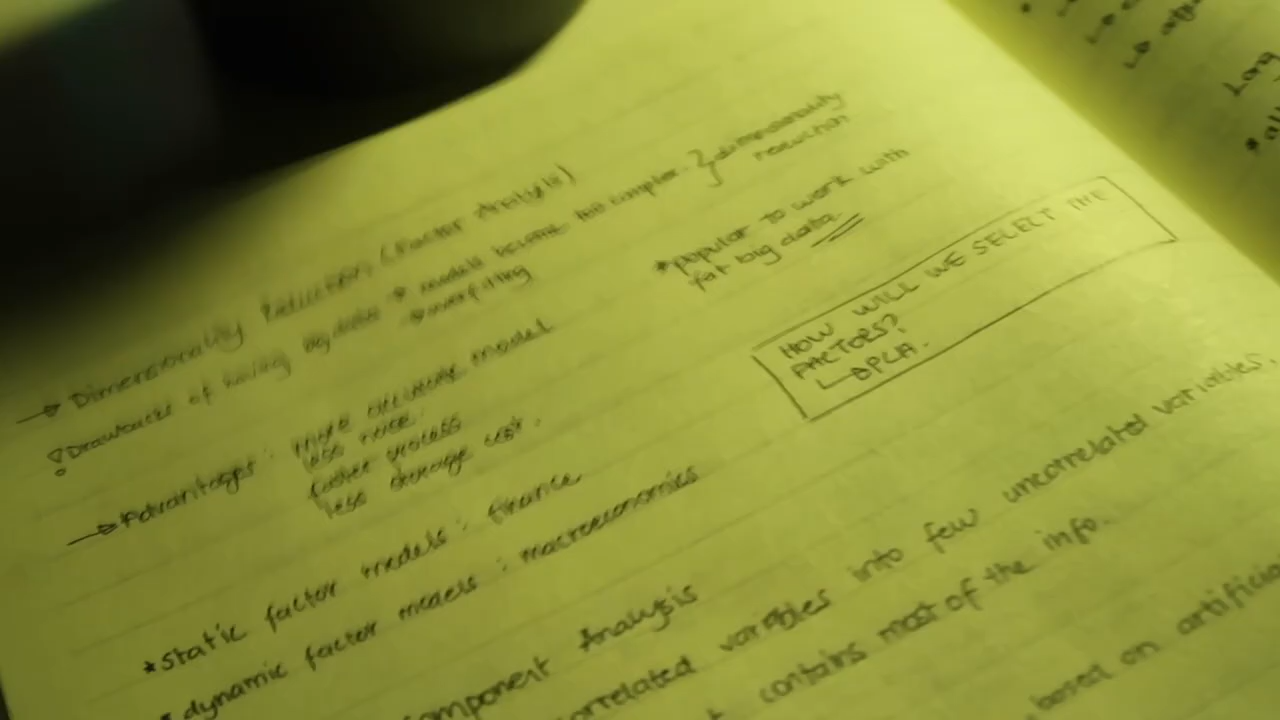 → Dimensionality Reduction (Factor Analysis)
Drawbacks of having big data → models become too complex. } dimensionality reduction
→ overfitting
*popular to work with
fat big data.
→ Advantages: more accurate model
less noise.
faster process
less storage cost.
HOW WILL WE SELECT THE
FACTORS?
↳ PCA.
*static factor models: finance
dynamic factor models: macroeconomics
component Analysis
correlated variables into few uncorrelated variables.
contains most of the info.
based on
Long